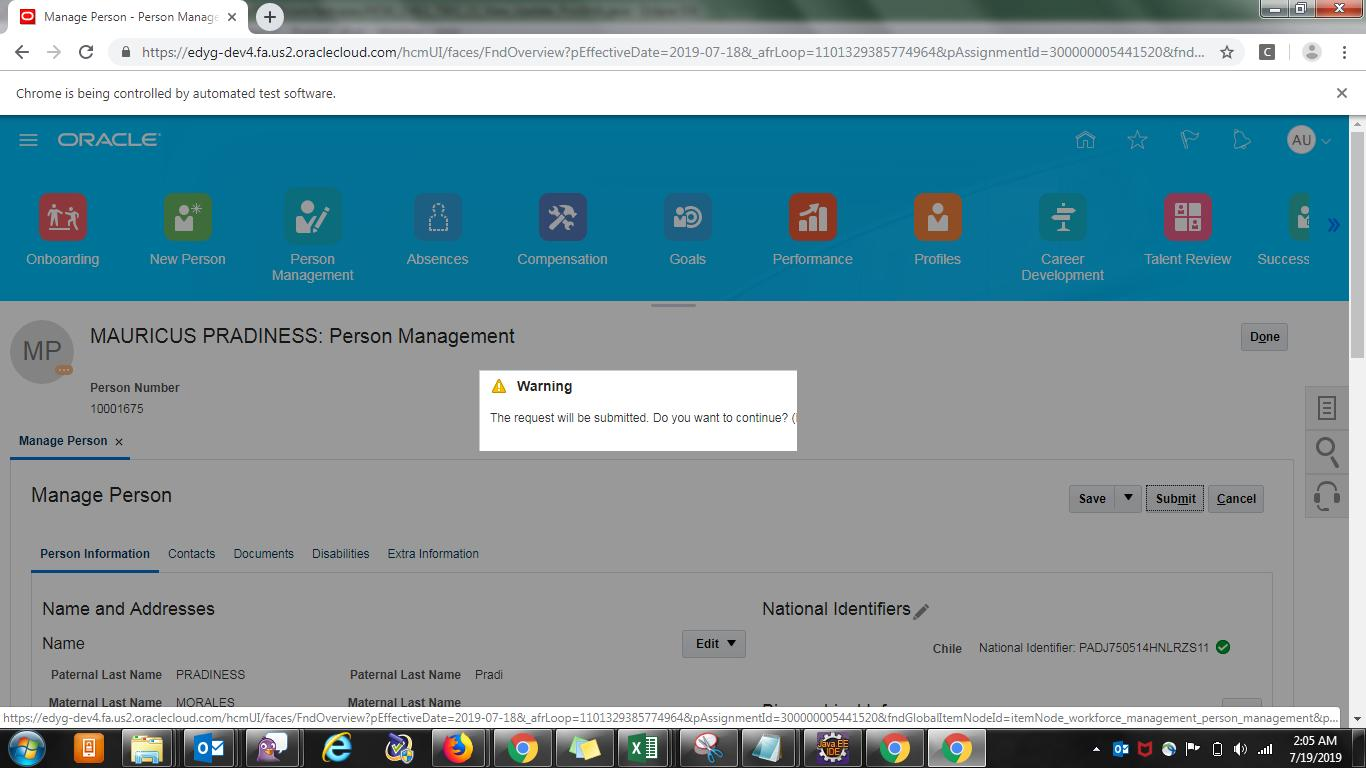 Manage Person - Person Manage
https://edyg-dev4.fa.us2.oraclecloud.com/hcmUI/faces/FndOverview?pEffectiveDate=2019-07-18&_afrLoop=1101329385774964&pAssignmentId=300000005441520&fnd...
C
Chrome is being controlled by automated test software.
ORACLE
AU
Onboarding
New Person
Person
Management
Absences
Compensation
Goals
Performance
Profiles
Career
Development
Talent Review
Success
MP
MAURICUS PRADINESS: Person Management
Done
Person Number
10001675
Warning
The request will be submitted. Do you want to continue? (
Manage Person
Manage Person
Save
Submit
Cancel
Person Information
Contacts
Documents
Disabilities
Extra Information
Name and Addresses
National Identifiers
Name
Edit
Chile National Identifier: PADJ750514HNLRZS11
Paternal Last Name PRADINESS
Paternal Last Name Pradi
Maternal Last Name MORALES
Maternal Last Name
https://edyg-dev4.fa.us2.oraclecloud.com/hcmUI/faces/FndOverview?pEffectiveDate=2019-07-18&_afrLoop=1101329385774964&pAssignmentId=300000005441520&fndGlobalItemNodeId=itemNode_workforce_management_person_management&p...
Java EE
IDE
2:05 AM
7/19/2019